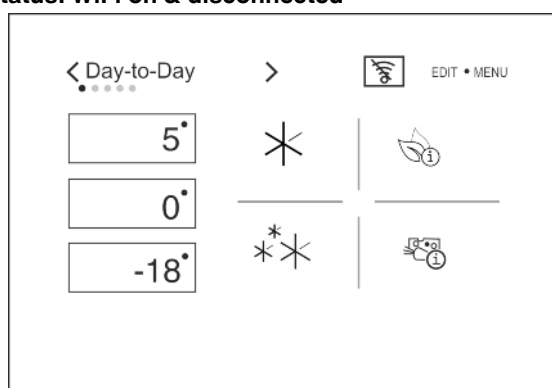 Status: WIFI on & disconnected
Day-to-Day
EDIT • MENU
5°
0°
-18°